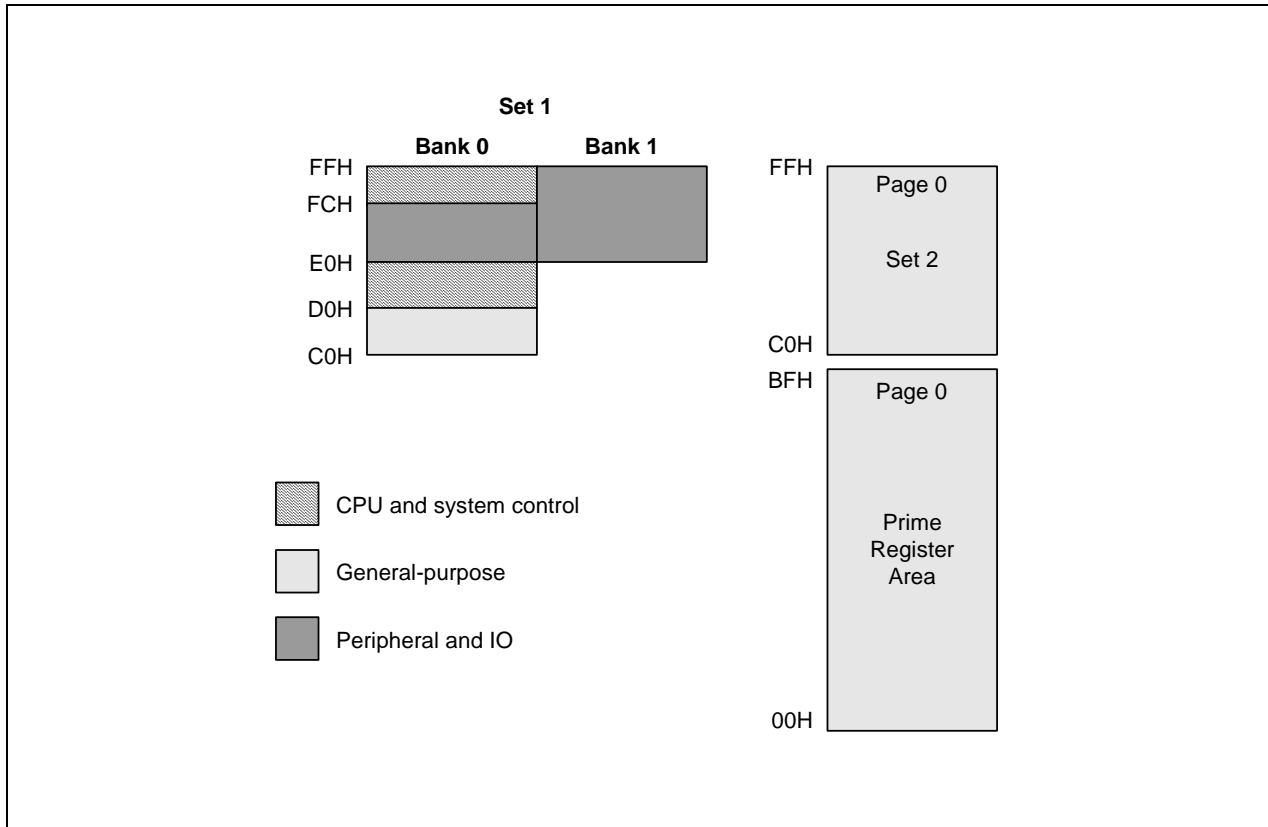 Set 1
Bank 0 Bank 1
FFH
FCH
E0H
D0H
C0H
FFH
Page 0
Set 2
C0H
BFH
Page 0
Prime
Register
Area
00H
CPU and system control
General-purpose
Peripheral and IO